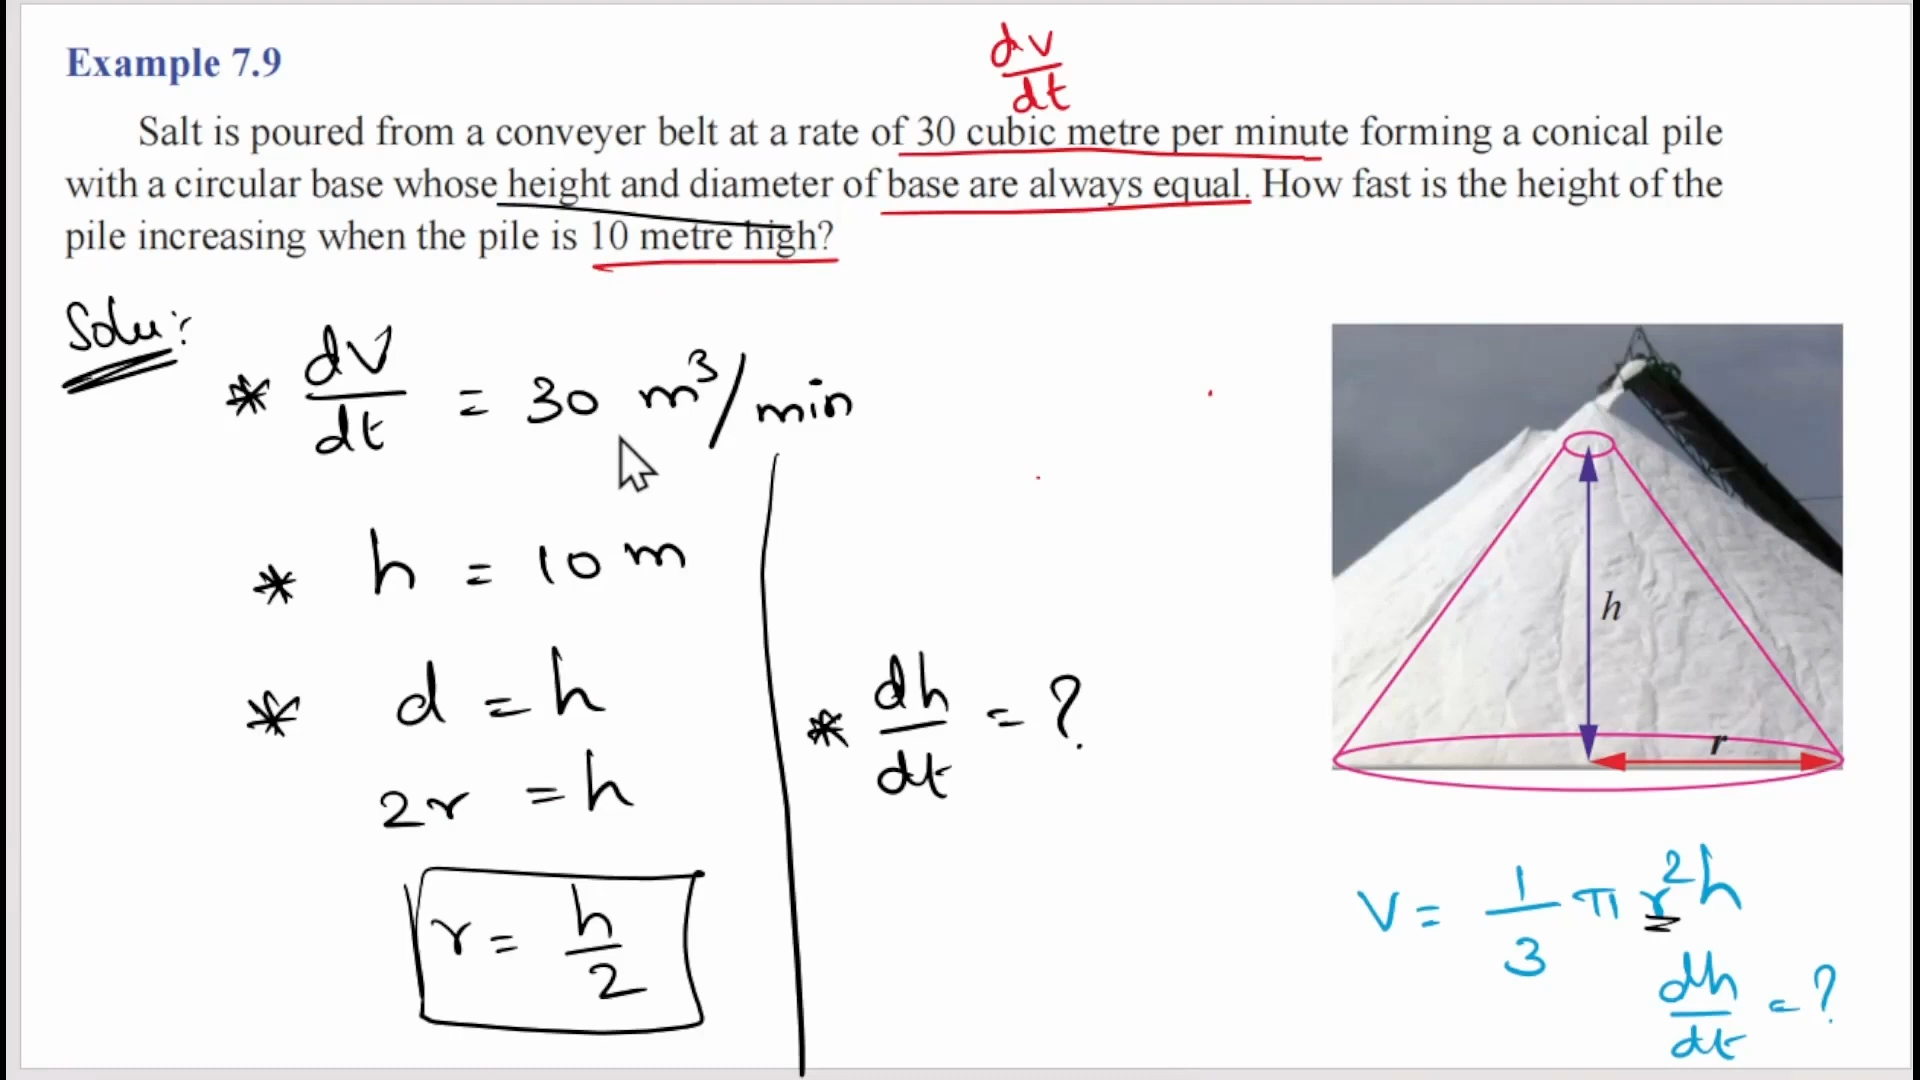 Example 7.9
dv/dt
Salt is poured from a conveyer belt at a rate of 30 cubic metre per minute forming a conical pile
with a circular base whose height and diameter of base are always equal. How fast is the height of the
pile increasing when the pile is 10 metre high?
Solu:
* dV/dt = 30 m³/min
* h = 10 m
* d = h
2r = h
r = h/2
* dh/dt = ?
h
r
V = 1/3 π r²h
dh/dt = ?